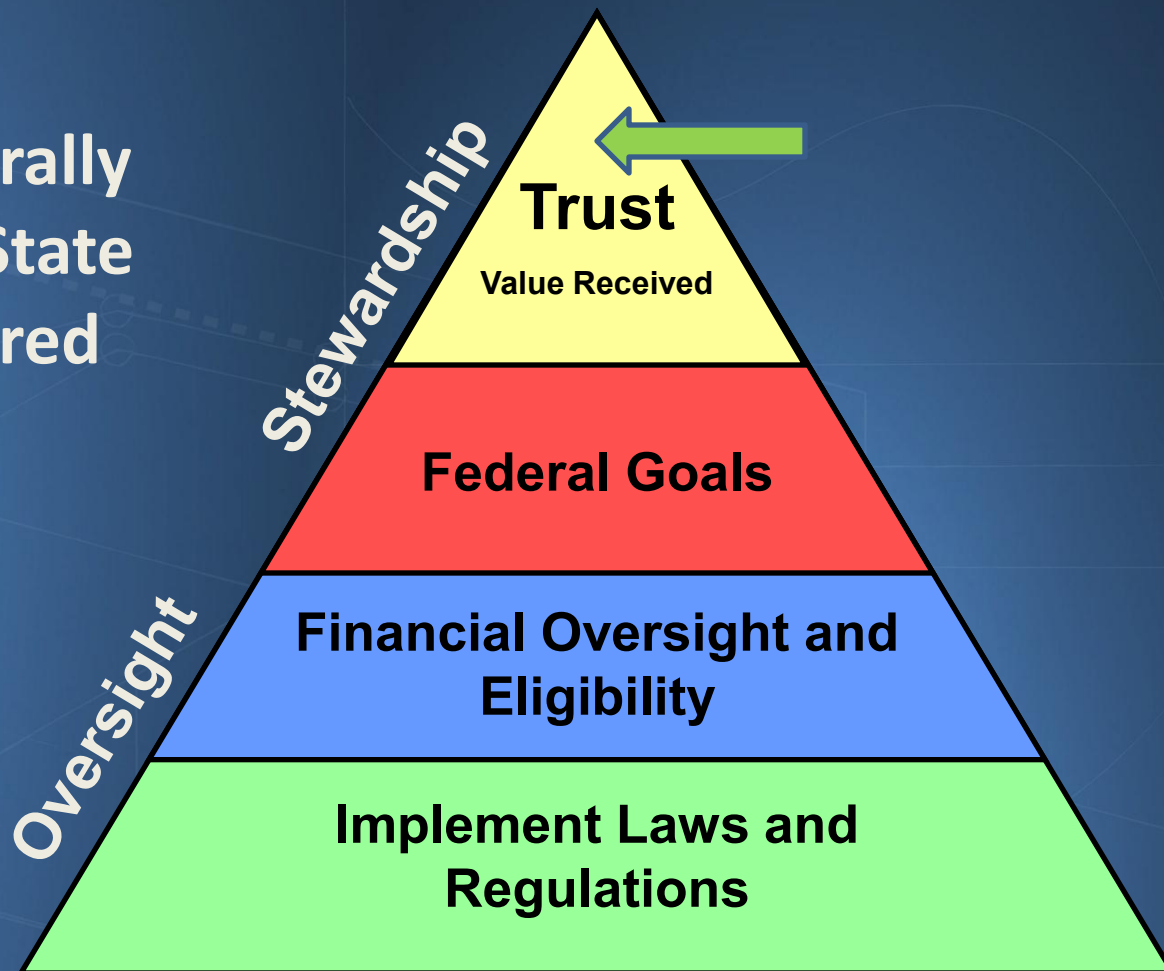 rally
State
red
Stewardship
Trust
Value Received
Federal Goals
Oversight
Financial Oversight and
Eligibility
Implement Laws and
Regulations